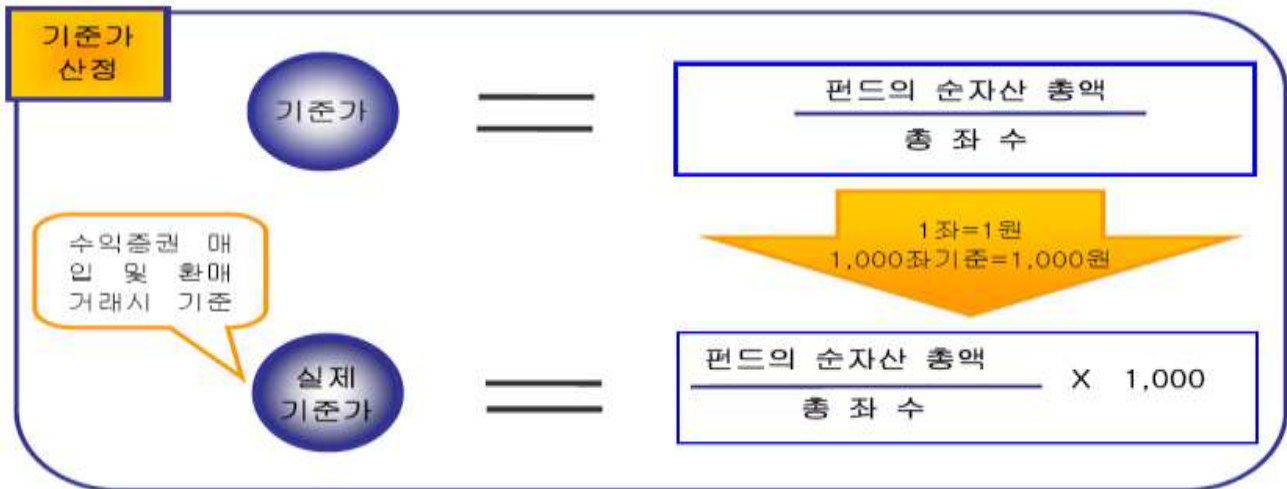 기준가
산정
기준가
펀드의 순자산 총액
총 좌 수
1좌=1원
1,000좌기준=1,000원
수익증권 매
입 및 환매
거래시 기준
실제
기준가
펀드의 순자산 총액
총 좌 수
X 1,000